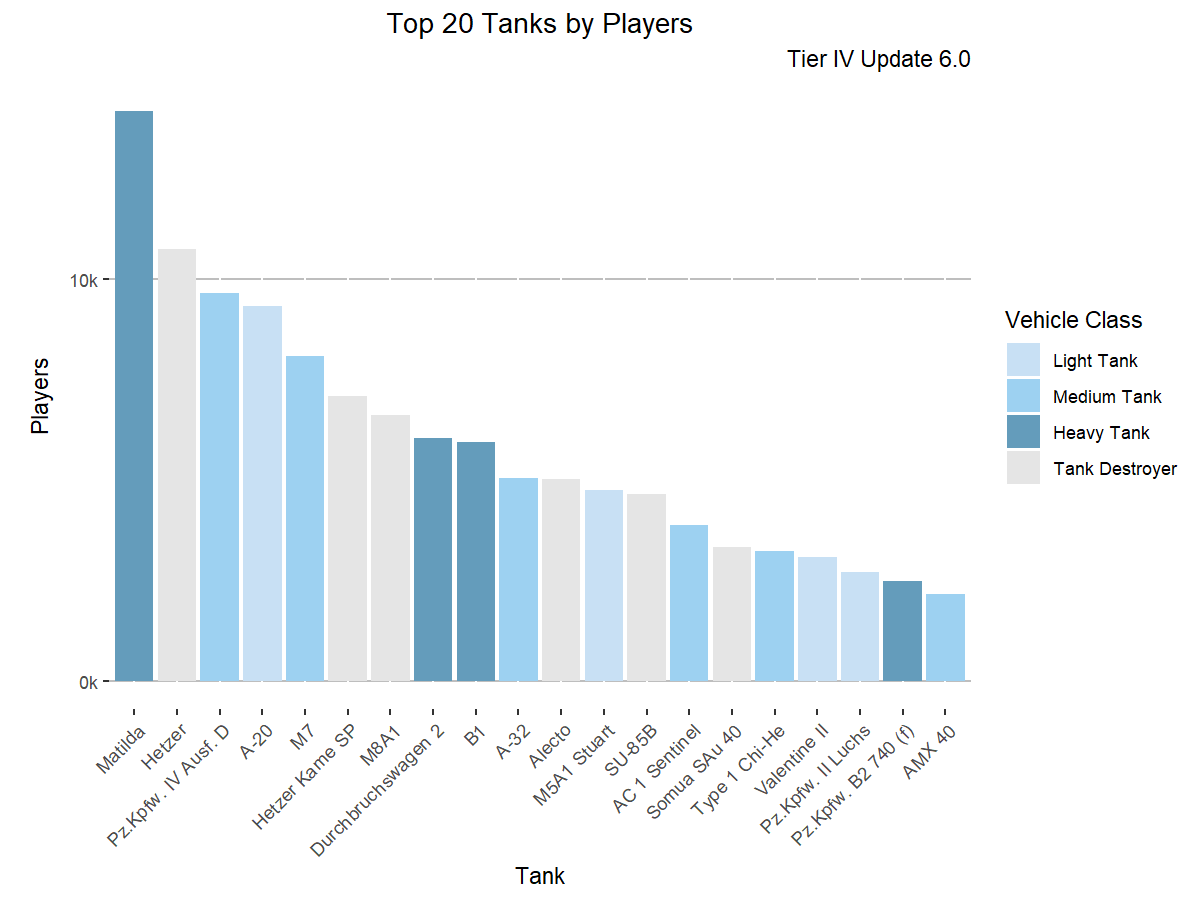 Top 20 Tanks by Players
Tier IV Update 6.0
10k
0k
Players
Matilda
Hetzer
Pz.Kpfw. IV Ausf. D
A-20
M7
Hetzer Kame SP
M8A1
Durchbruchswagen 2
B1
A-32
Alecto
M5A1 Stuart
SU-85B
AC 1 Sentinel
Somua SAu 40
Type 1 Chi-He
Valentine II
Pz.Kpfw. II Luchs
Pz.Kpfw. B2 740 (f)
AMX 40
Tank
Vehicle Class
Light Tank
Medium Tank
Heavy Tank
Tank Destroyer